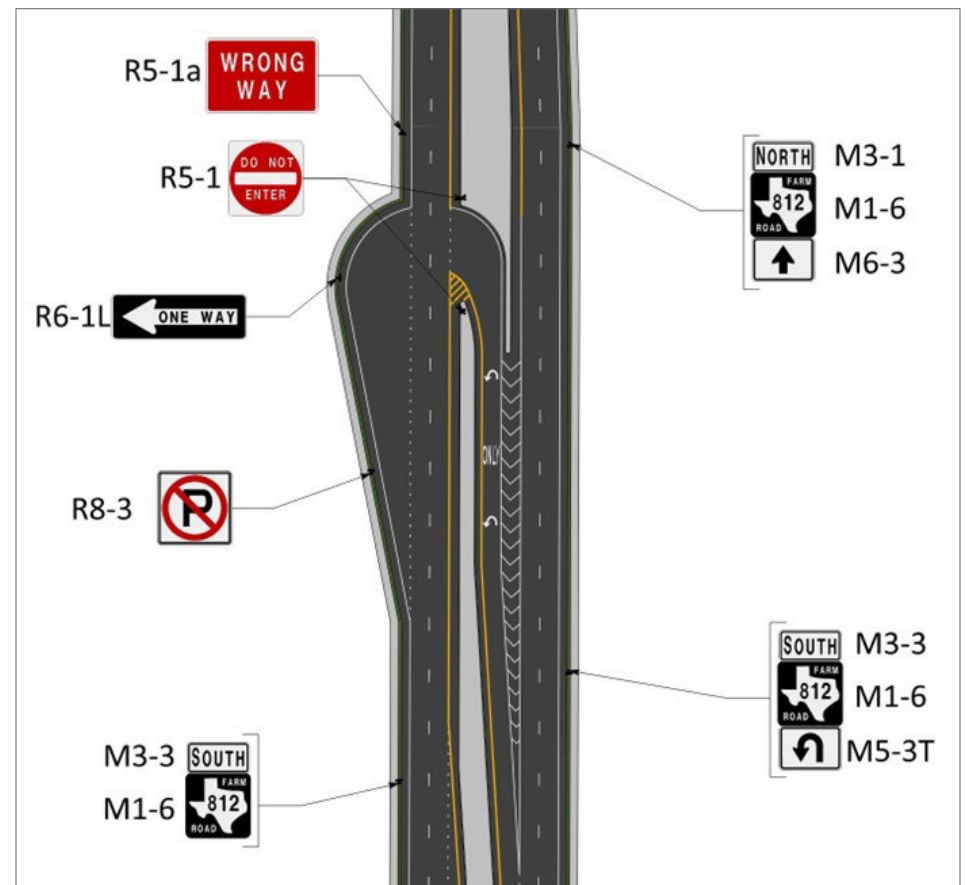 R5-1a
WRONG
WAY
R5-1
DO NOT
ENTER
R6-1L
ONE WAY
R8-3
P
M3-3
SOUTH
M1-6
FARM
812
ROAD
ONLY
NORTH
M3-1
FARM
812
ROAD
M1-6
M6-3
SOUTH
M3-3
FARM
812
ROAD
M1-6
M5-3T